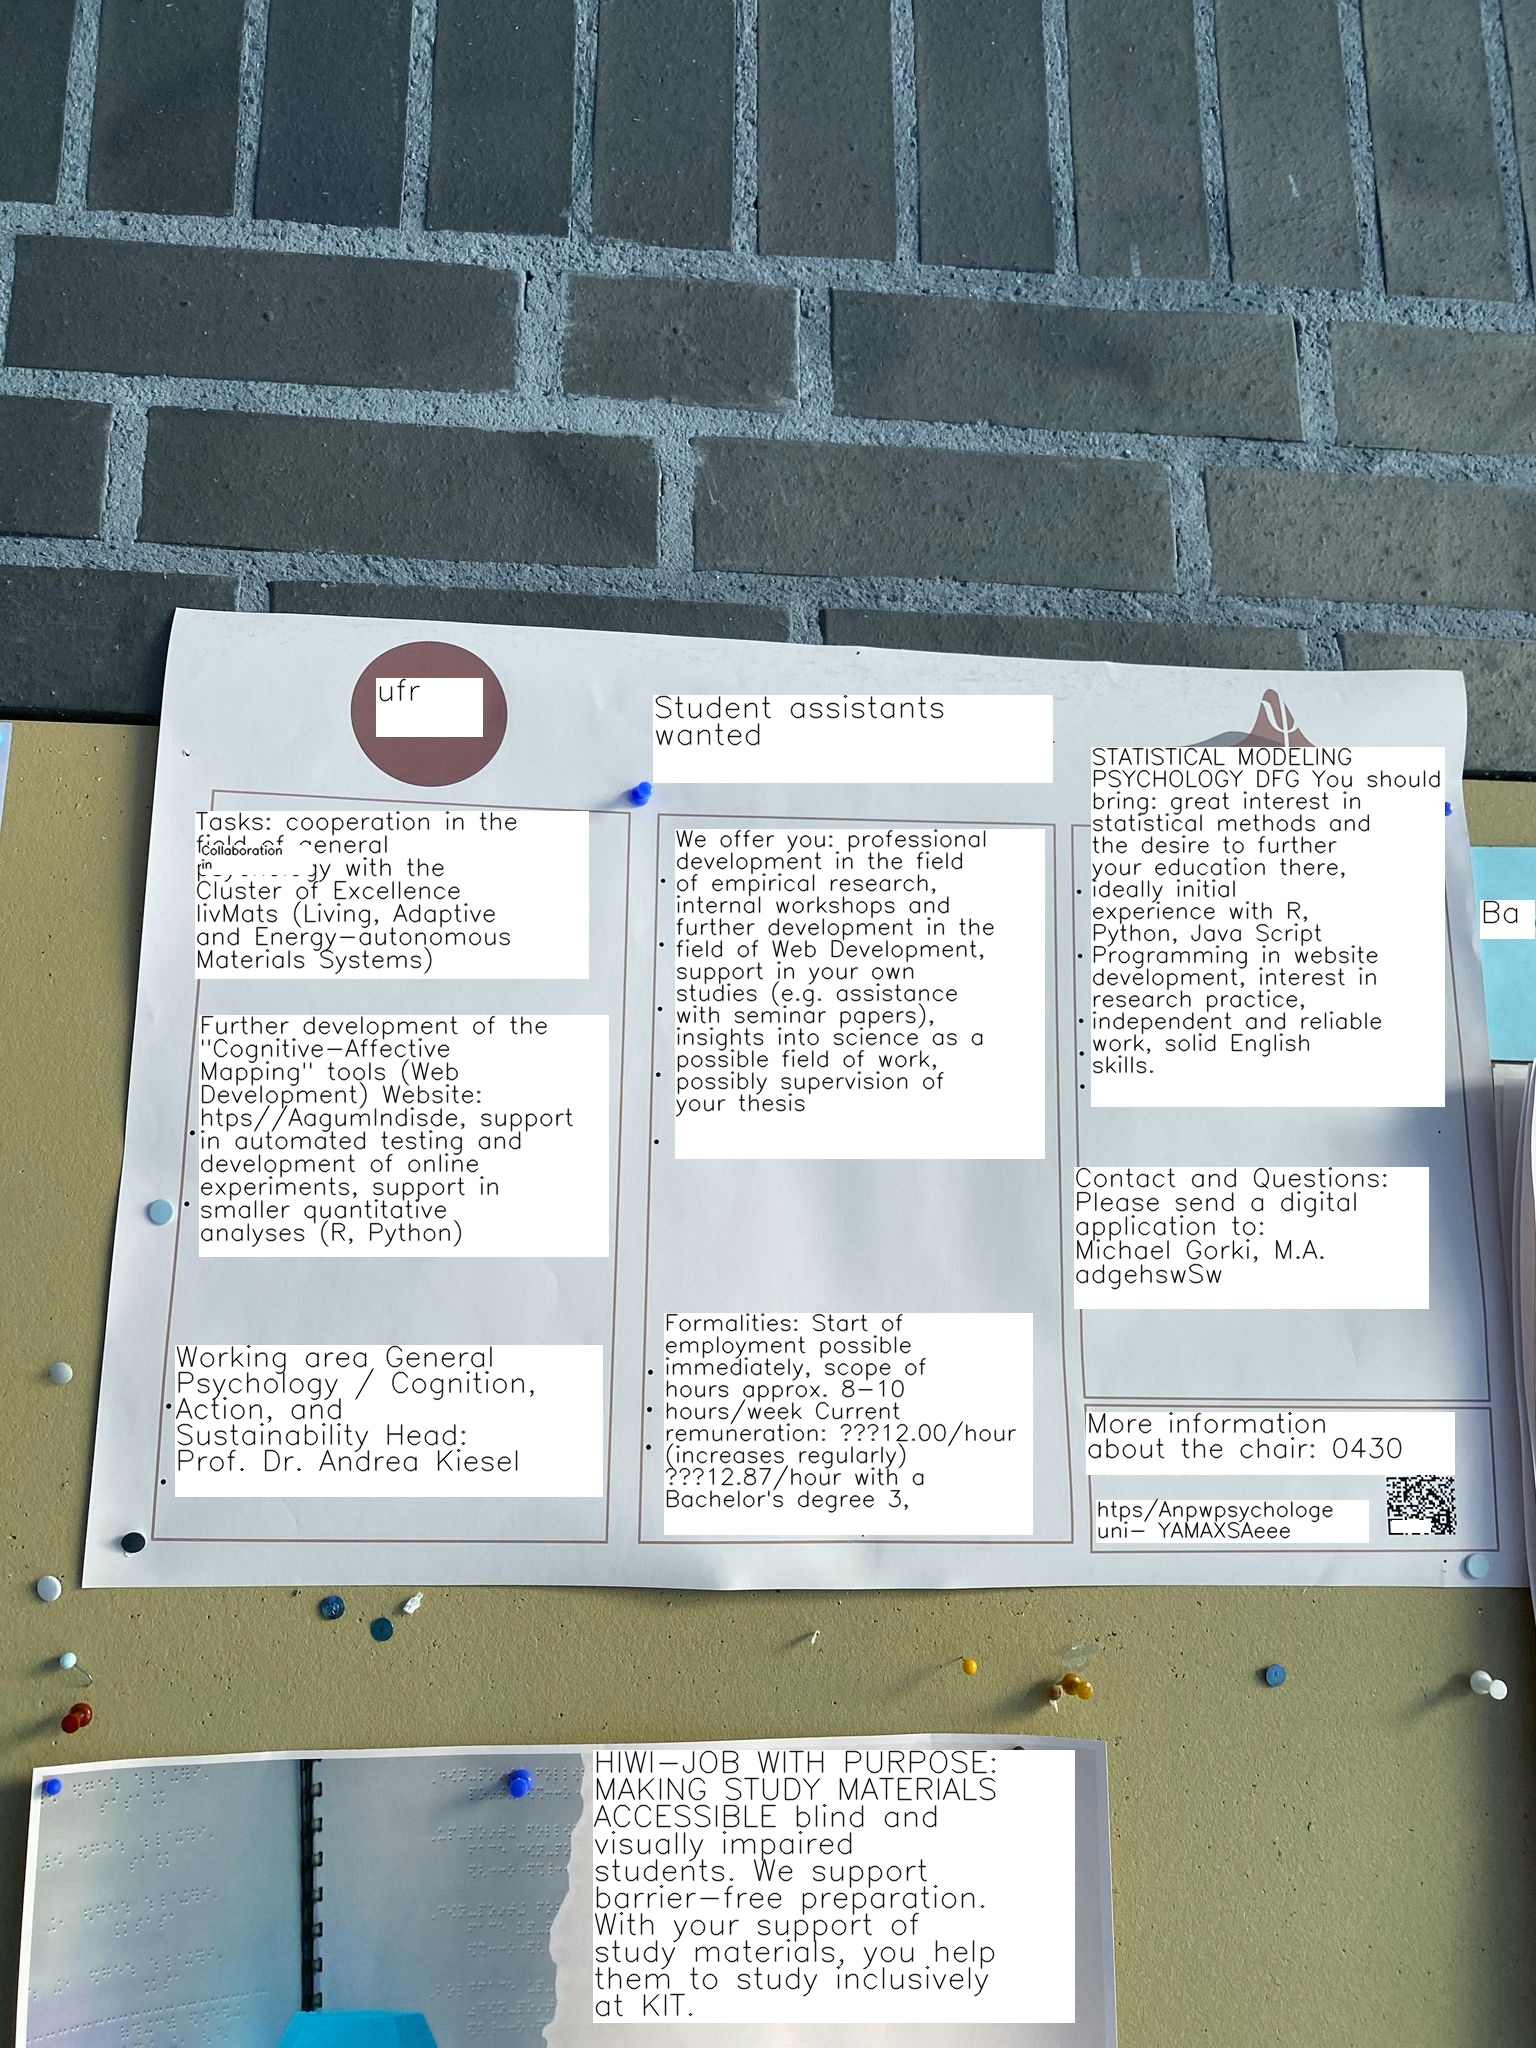 ufr
Student assistants
wanted
Tasks: cooperation in the
field of general
Collaboration
in
psychology with the
Cluster of Excellence
livMats (Living, Adaptive
and Energy-autonomous
Materials Systems)
Further development of the
"Cognitive-Affective
Mapping" tools (Web
Development) Website:
htps//AagumIndisde, support
in automated testing and
development of online
experiments, support in
smaller quantitative
analyses (R, Python)
Working area General
Psychology / Cognition,
Action, and
Sustainability Head:
Prof. Dr. Andrea Kiesel
We offer you: professional
development in the field
of empirical research,
internal workshops and
further development in the
field of Web Development,
support in your own
studies (e.g. assistance
with seminar papers),
insights into science as a
possible field of work,
possibly supervision of
your thesis
Formalities: Start of
employment possible
immediately, scope of
hours approx. 8-10
hours/week Current
remuneration: ???12.00/hour
(increases regularly)
???12.87/hour with a
Bachelor's degree 3,
STATISTICAL MODELING
PSYCHOLOGY DFG You should
bring: great interest in
statistical methods and
the desire to further
your education there,
ideally initial
experience with R,
Python, Java Script
Programming in website
development, interest in
research practice,
independent and reliable
work, solid English
skills.
Contact and Questions:
Please send a digital
application to:
Michael Gorki, M.A.
adgehswSw
More information
about the chair: 0430
htps/Anpwpsychologe
uni- YAMAXSAeee
Ba
HIWI-JOB WITH PURPOSE:
MAKING STUDY MATERIALS
ACCESSIBLE blind and
visually impaired
students. We support
barrier-free preparation.
With your support of
study materials, you help
them to study inclusively
at KIT.